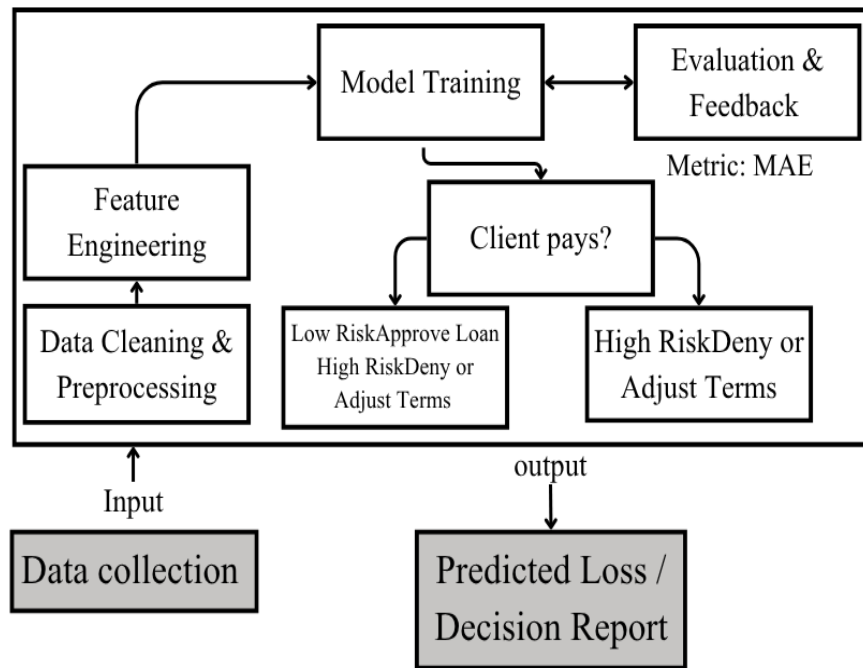 Model Training
Evaluation &
Feedback
Metric: MAE
Feature
Engineering
Client pays?
Data Cleaning &
Preprocessing
Low RiskApprove Loan
High RiskDeny or
Adjust Terms
High RiskDeny or
Adjust Terms
Input
output
Data collection
Predicted Loss /
Decision Report